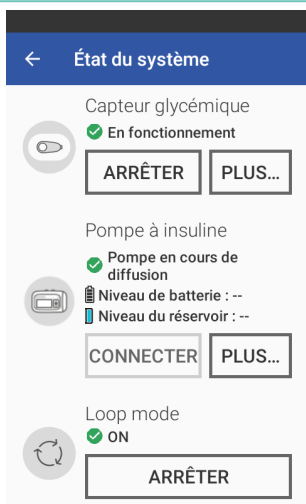 État du système
Capteur glycémique
En fonctionnement
ARRÊTER PLUS...
Pompe à insuline
Pompe en cours de
diffusion
Niveau de batterie : --
Niveau du réservoir : --
CONNECTER PLUS...
Loop mode
ON
ARRÊTER